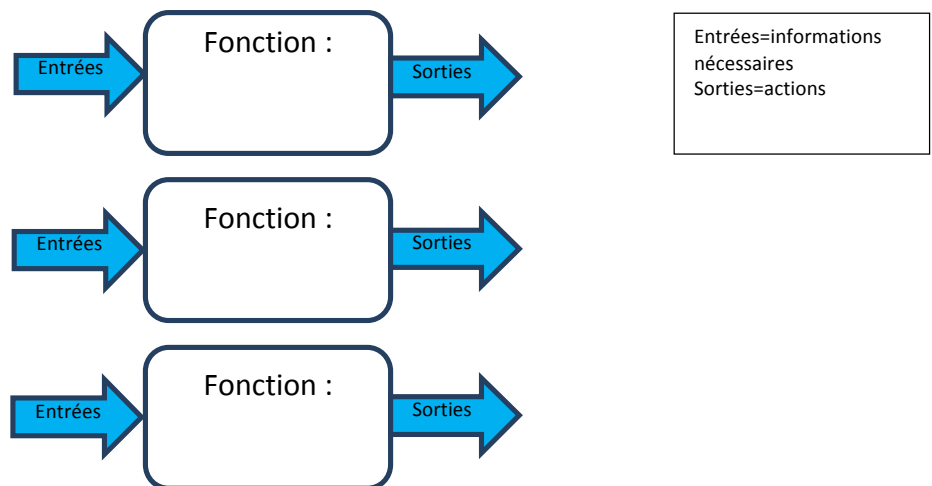 Fonction :
Entrées
Sorties
Entrées=informations
nécessaires
Sorties=actions
Fonction :
Entrées
Sorties
Fonction :
Entrées
Sorties